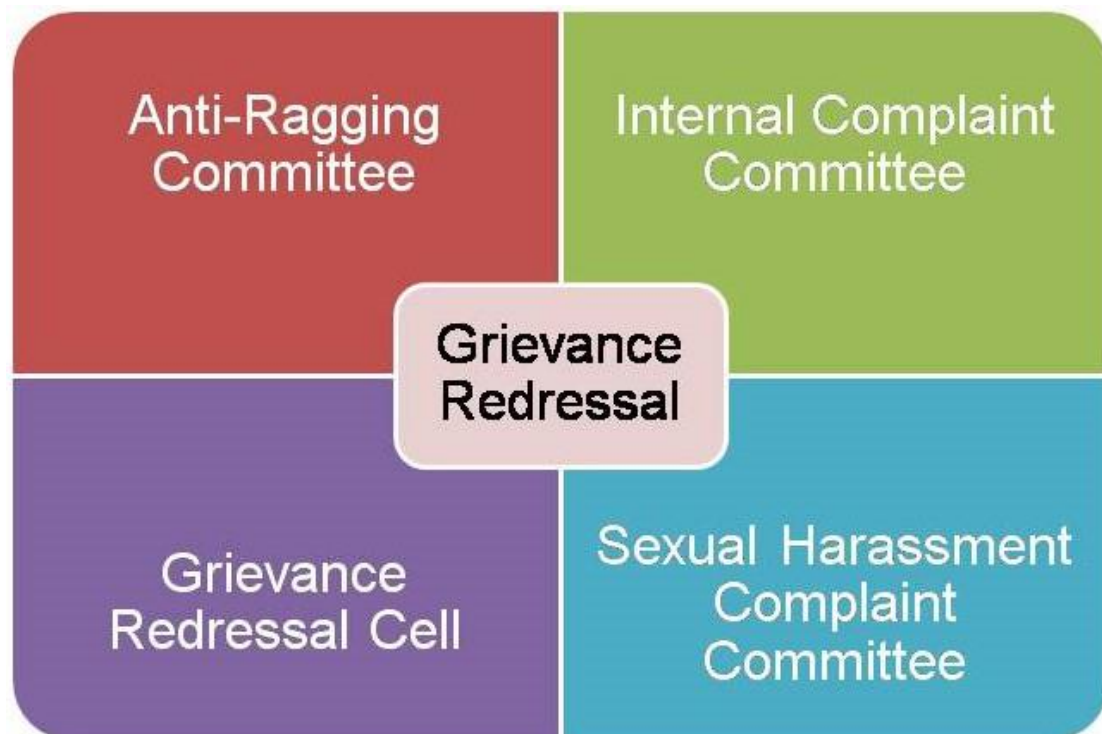 Anti-Ragging
Committee
Internal Complaint
Committee
Grievance
Redressal
Grievance
Redressal Cell
Sexual Harassment
Complaint
Committee